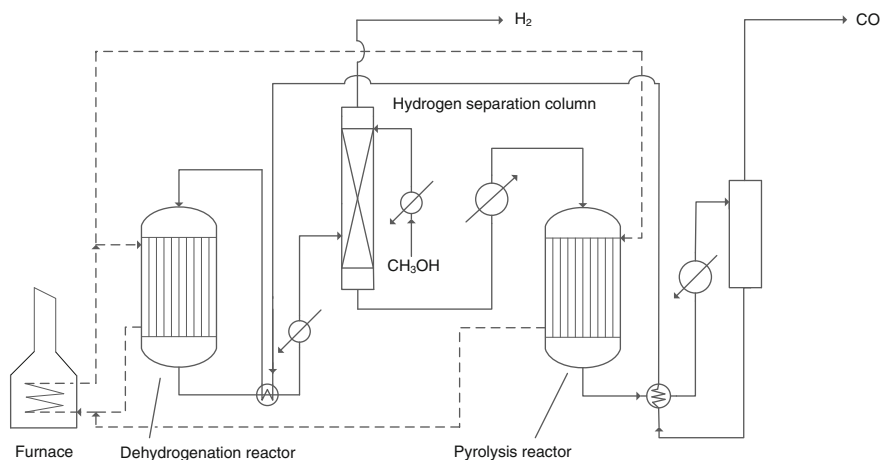 H₂
CO
Hydrogen separation column
CH₃OH
Furnace
Dehydrogenation reactor
Pyrolysis reactor